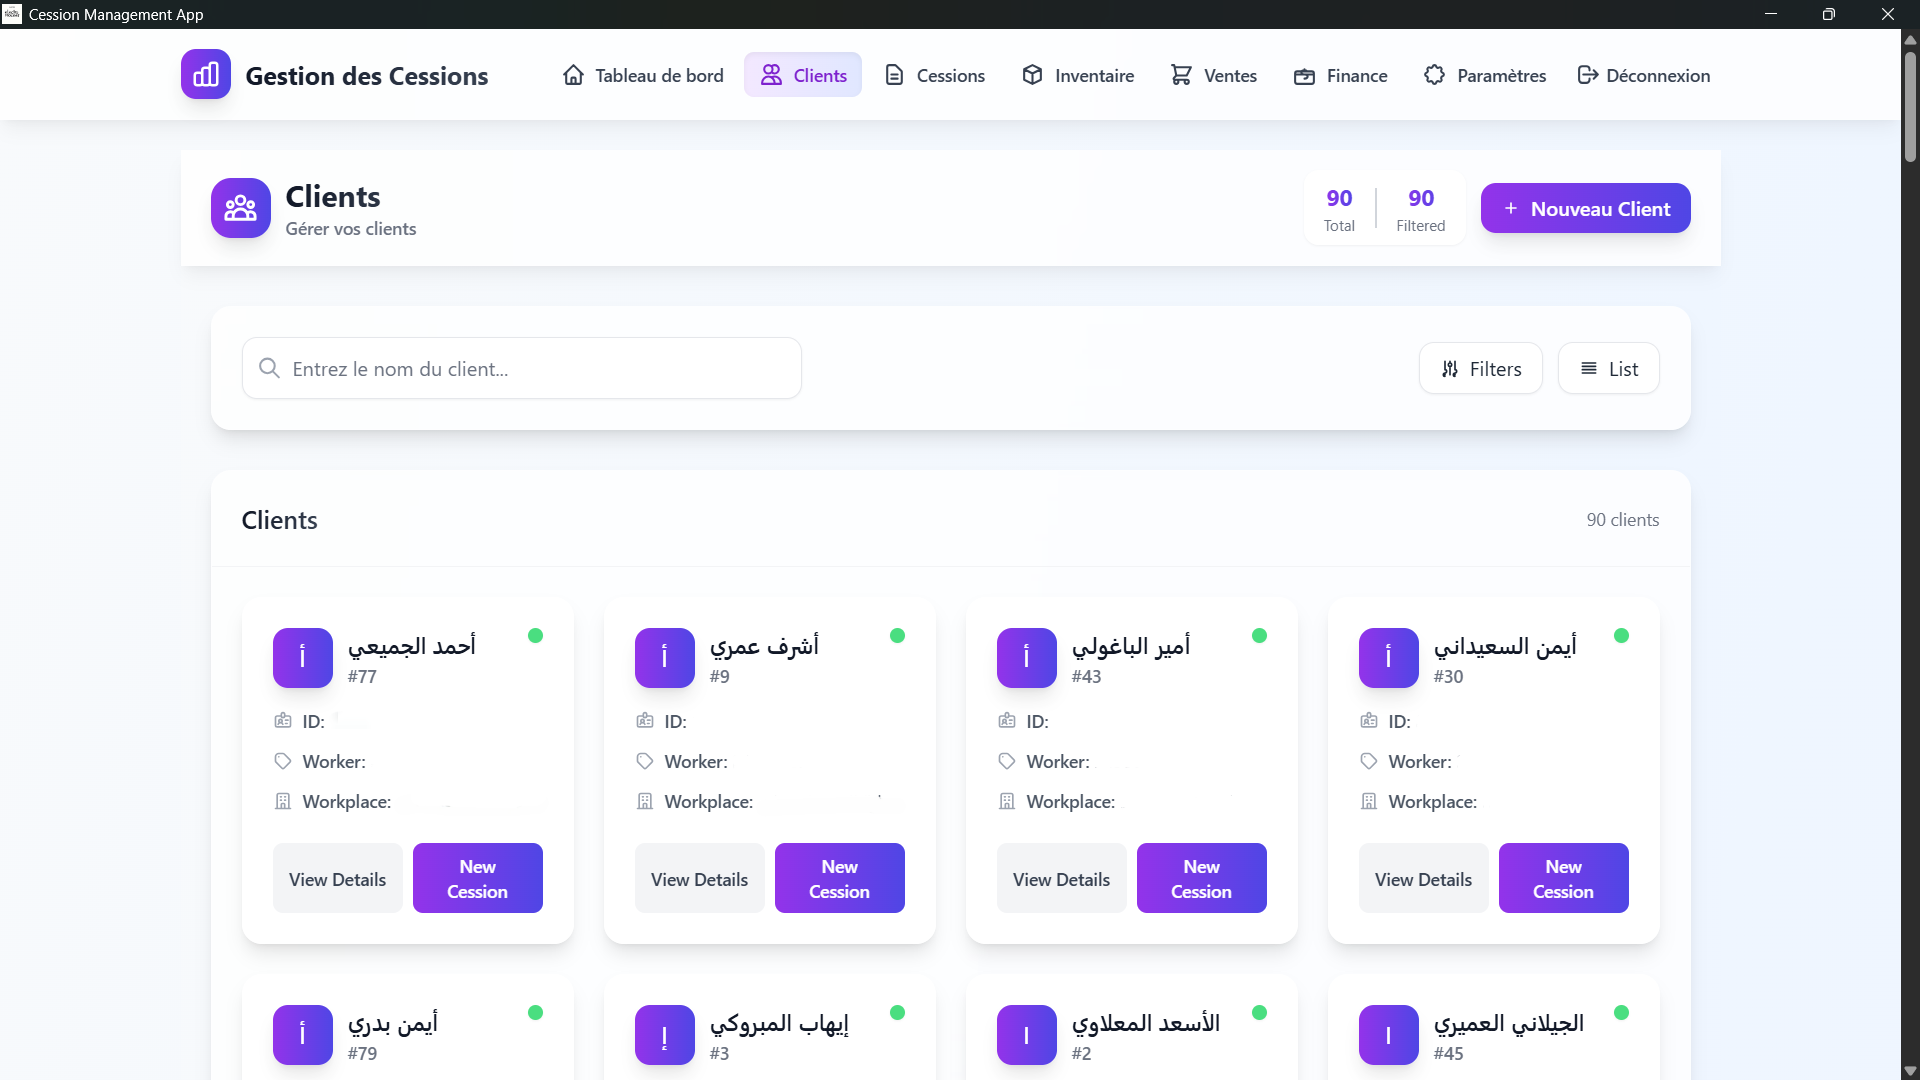 Cession Management App
Gestion des Cessions
Tableau de bord
Clients
Cessions
Inventaire
Ventes
Finance
Paramètres
Déconnexion
Clients
Gérer vos clients
90
Total
90
Filtered
+ Nouveau Client
Entrez le nom du client...
Filters
List
Clients
90 clients
أ
أحمد الجميعي
#77
ID:
Worker:
Workplace:
View Details
New
Cession
أ
أشرف عمري
#9
ID:
Worker:
Workplace:
View Details
New
Cession
أ
أمير الباغولي
#43
ID:
Worker:
Workplace:
View Details
New
Cession
أ
أيمن السعيداني
#30
ID:
Worker:
Workplace:
View Details
New
Cession
أ
أيمن بدري
#79
إ
إيهاب المبروكي
#3
ا
الأسعد المعلاوي
#2
ا
الجيلاني العميري
#45